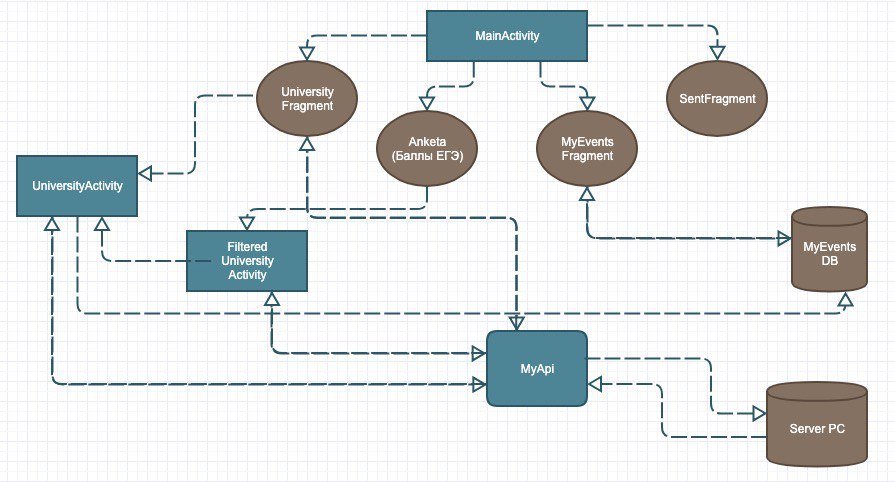 MainActivity
University
Fragment
SentFragment
Anketa
(Баллы ЕГЭ)
MyEvents
Fragment
UniversityActivity
Filtered
University
Activity
MyEvents
DB
MyApi
Server PC